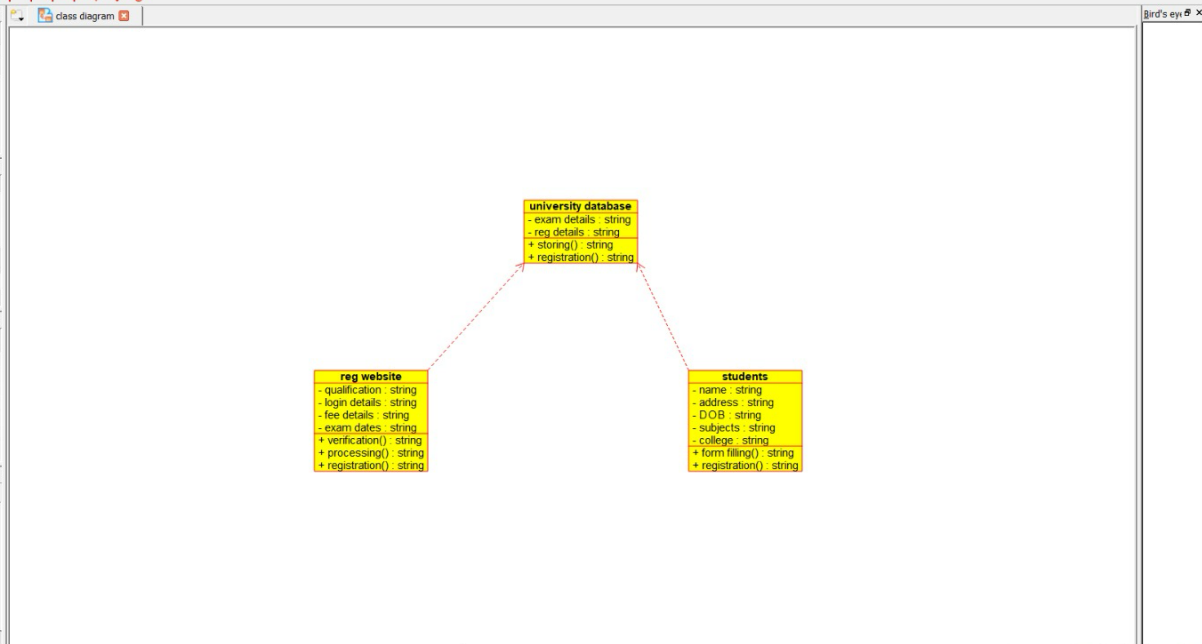 class diagram
Bird's eye
university database
- exam details : string
- reg details : string
+ storing() : string
+ registration() : string
reg website
- qualification : string
- login details : string
- fee details : string
- exam dates : string
+ verification() : string
+ processing() : string
+ registration() : string
students
- name : string
- address : string
- DOB : string
- subjects : string
- college : string
+ form filling() : string
+ registration() : string